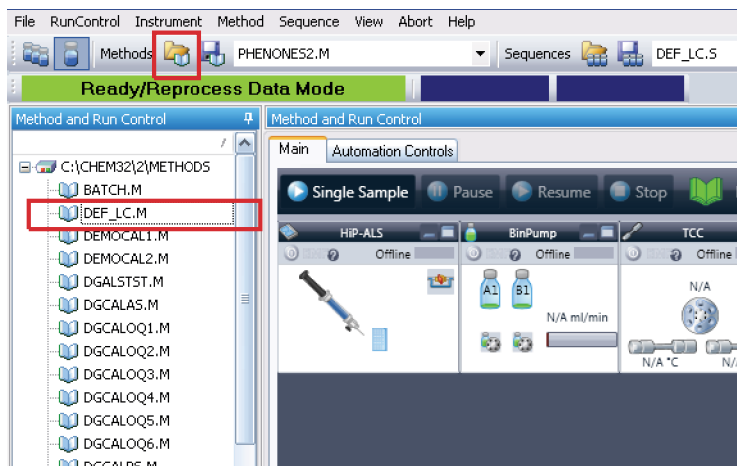 File RunControl Instrument Method Sequence View Abort Help
Methods PHENONES2.M Sequences DEF_LC.S
Ready/Reprocess Data Mode
Method and Run Control
C:\CHEM32\2\METHODS
BATCH.M
DEF_LC.M
DEMOCAL1.M
DEMOCAL2.M
DGALSTST.M
DGCALAS.M
DGCALOQ1.M
DGCALOQ2.M
DGCALOQ3.M
DGCALOQ4.M
DGCALOQ5.M
DGCALOQ6.M
Method and Run Control
Main Automation Controls
Single Sample Pause Resume Stop
HiP-ALS BinPump TCC
Offline Offline Offline
A1 B1 N/A
N/A ml/min
N/A °C N/